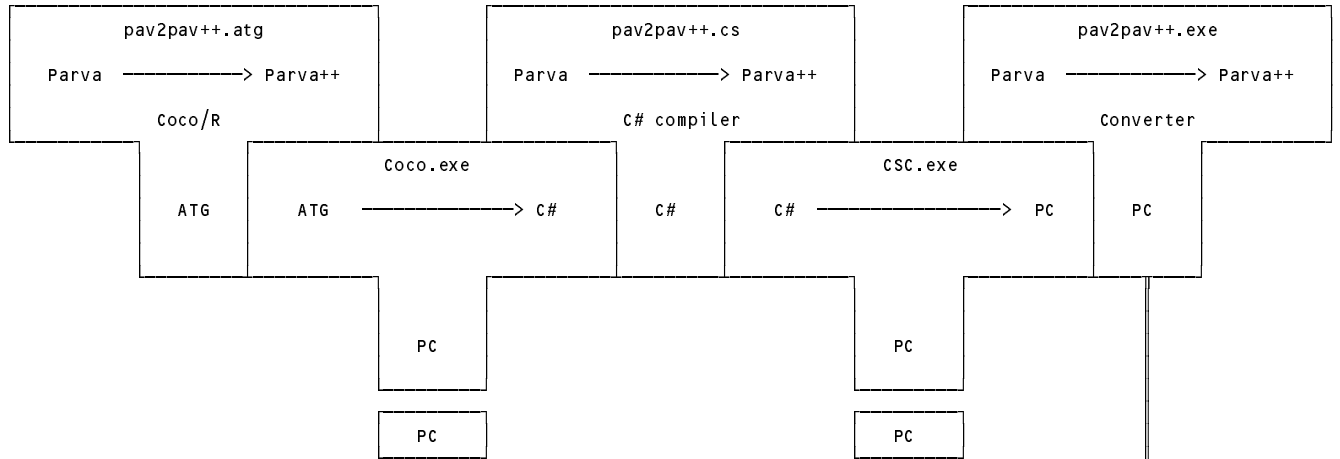 pav2pav++.atg pav2pav++.cs pav2pav++.exe
Parva ────────────> Parva++ Parva ────────────> Parva++ Parva ────────────> Parva++
Coco/R C# compiler Converter
Coco.exe CSC.exe
ATG ATG ──────────────> C# C# C# ─────────────────> PC PC
PC PC
PC PC